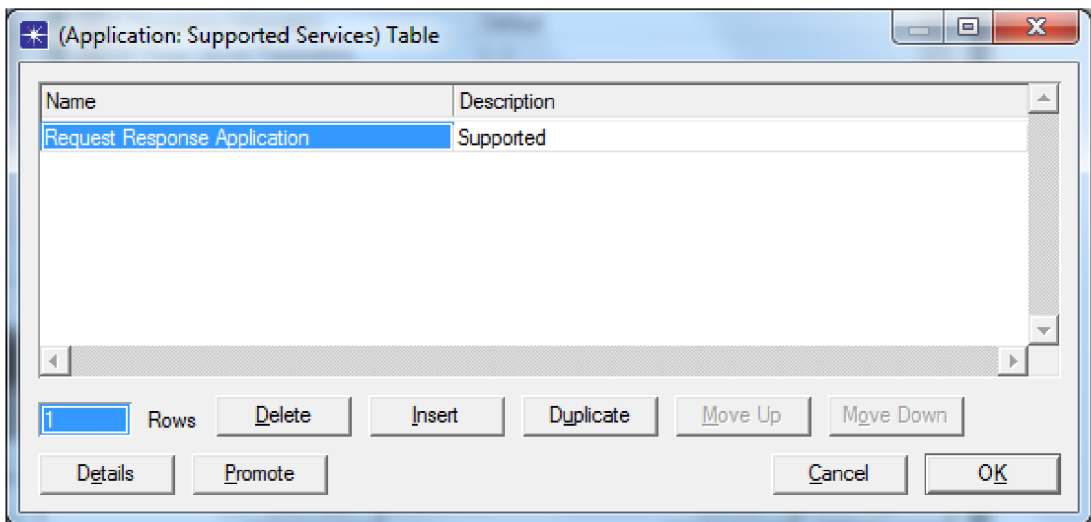 (Application: Supported Services) Table
Name Description
Request Response Application Supported
1 Rows Delete Insert Duplicate Move Up Move Down
Details Promote Cancel OK